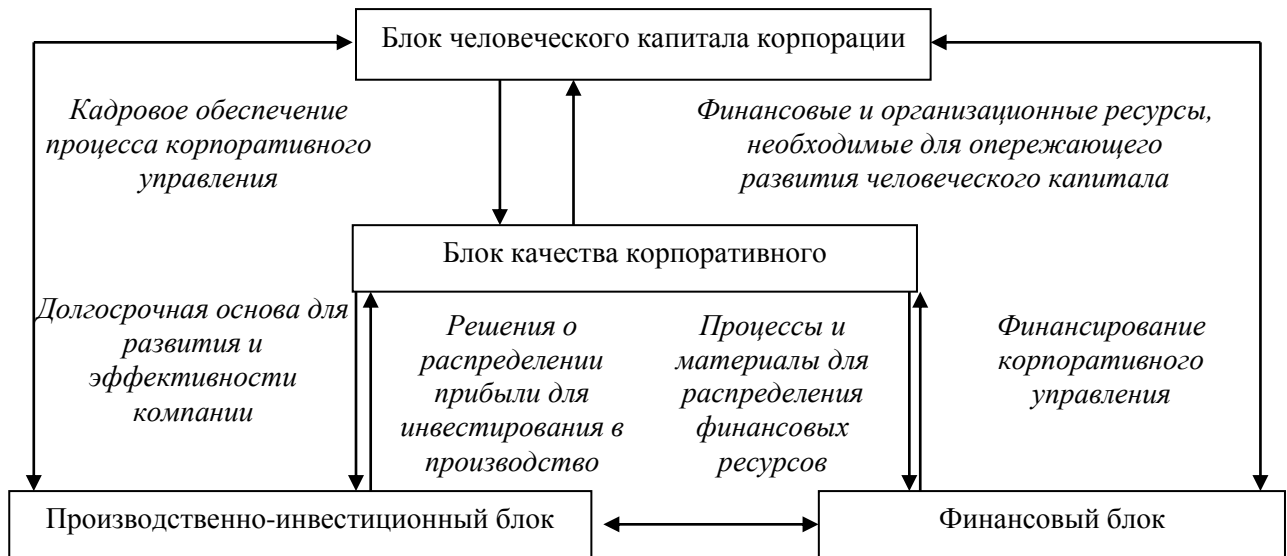 Блок человеческого капитала корпорации
Кадровое обеспечение
процесса корпоративного
управления
Финансовые и организационные ресурсы,
необходимые для опережающего
развития человеческого капитала
Блок качества корпоративного
Долгосрочная основа для
развития и
эффективности
компании
Решения о
распределении
прибыли для
инвестирования в
производство
Процессы и
материалы для
распределения
финансовых
ресурсов
Финансирование
корпоративного
управления
Производственно-инвестиционный блок
Финансовый блок